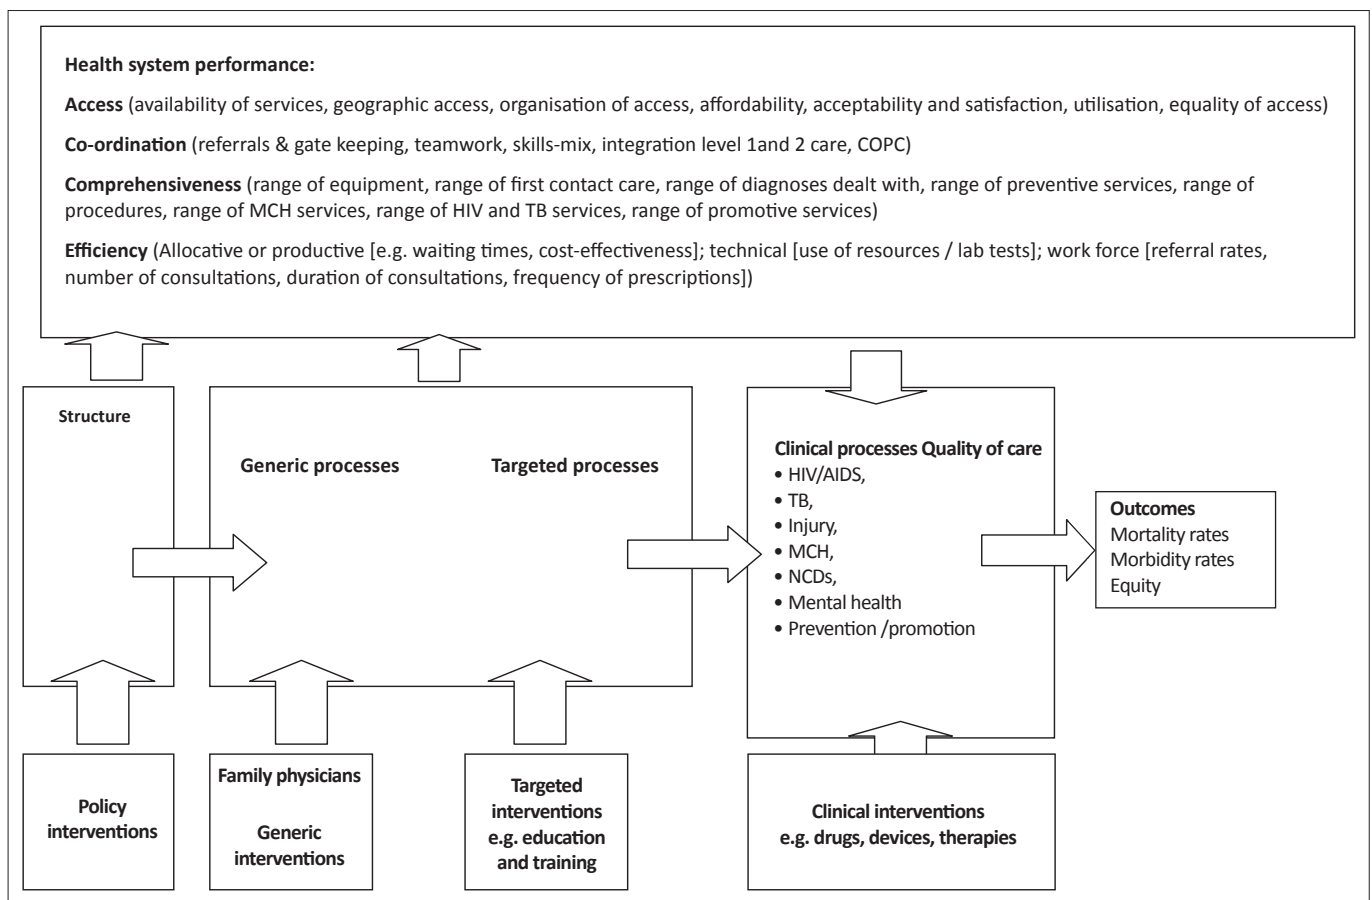 Health system performance:
Access (availability of services, geographic access, organisation of access, affordability, acceptability and satisfaction, utilisation, equality of access)
Co-ordination (referrals & gate keeping, teamwork, skills-mix, integration level 1and 2 care, COPC)
Comprehensiveness (range of equipment, range of first contact care, range of diagnoses dealt with, range of preventive services, range of
procedures, range of MCH services, range of HIV and TB services, range of promotive services)
Efficiency (Allocative or productive [e.g. waiting times, cost-effectiveness]; technical [use of resources / lab tests]; work force [referral rates,
number of consultations, duration of consultations, frequency of prescriptions])
Structure
Generic processes
Targeted processes
Clinical processes Quality of care
• HIV/AIDS,
• TB,
• Injury,
• MCH,
• NCDs,
• Mental health
• Prevention /promotion
Outcomes
Mortality rates
Morbidity rates
Equity
Policy
interventions
Family physicians
Generic
interventions
Targeted
interventions
e.g. education
and training
Clinical interventions
e.g. drugs, devices, therapies